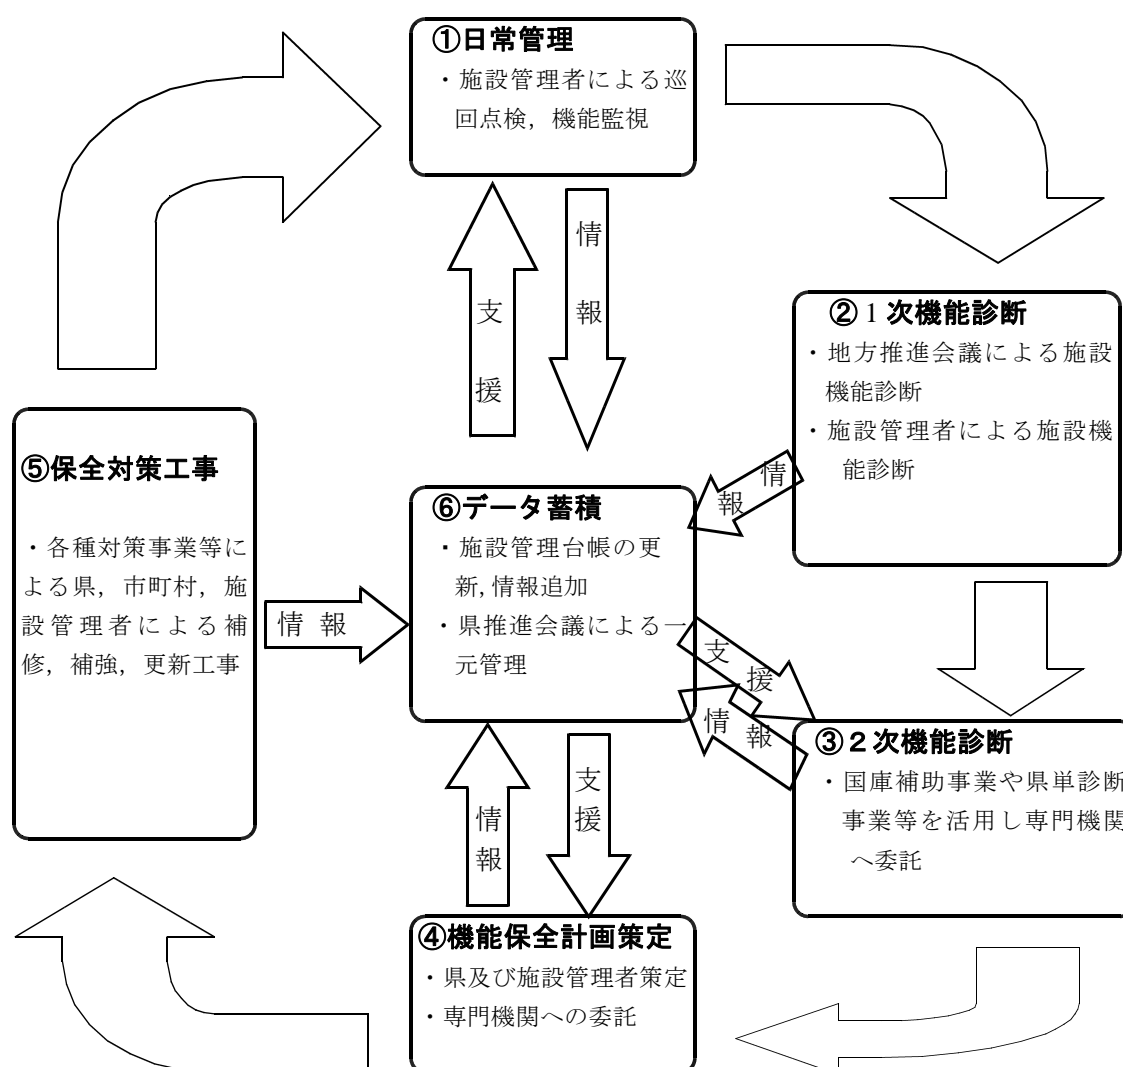 ①日常管理
・施設管理者による巡
回点検，機能監視
支
援
情
報
②１次機能診断
・地方推進会議による施設
機能診断
・施設管理者による施設機
能診断
情
報
⑤保全対策工事
・各種対策事業等に
よる県，市町村，施
設管理者による補
修，補強，更新工事
情 報
⑥データ蓄積
・施設管理台帳の更
新,情報追加
・県推進会議による一
元管理
支
援
情
報
③２次機能診断
・国庫補助事業や県単診断
事業等を活用し専門機関
へ委託
情
報
支
援
④機能保全計画策定
・県及び施設管理者策定
・専門機関への委託